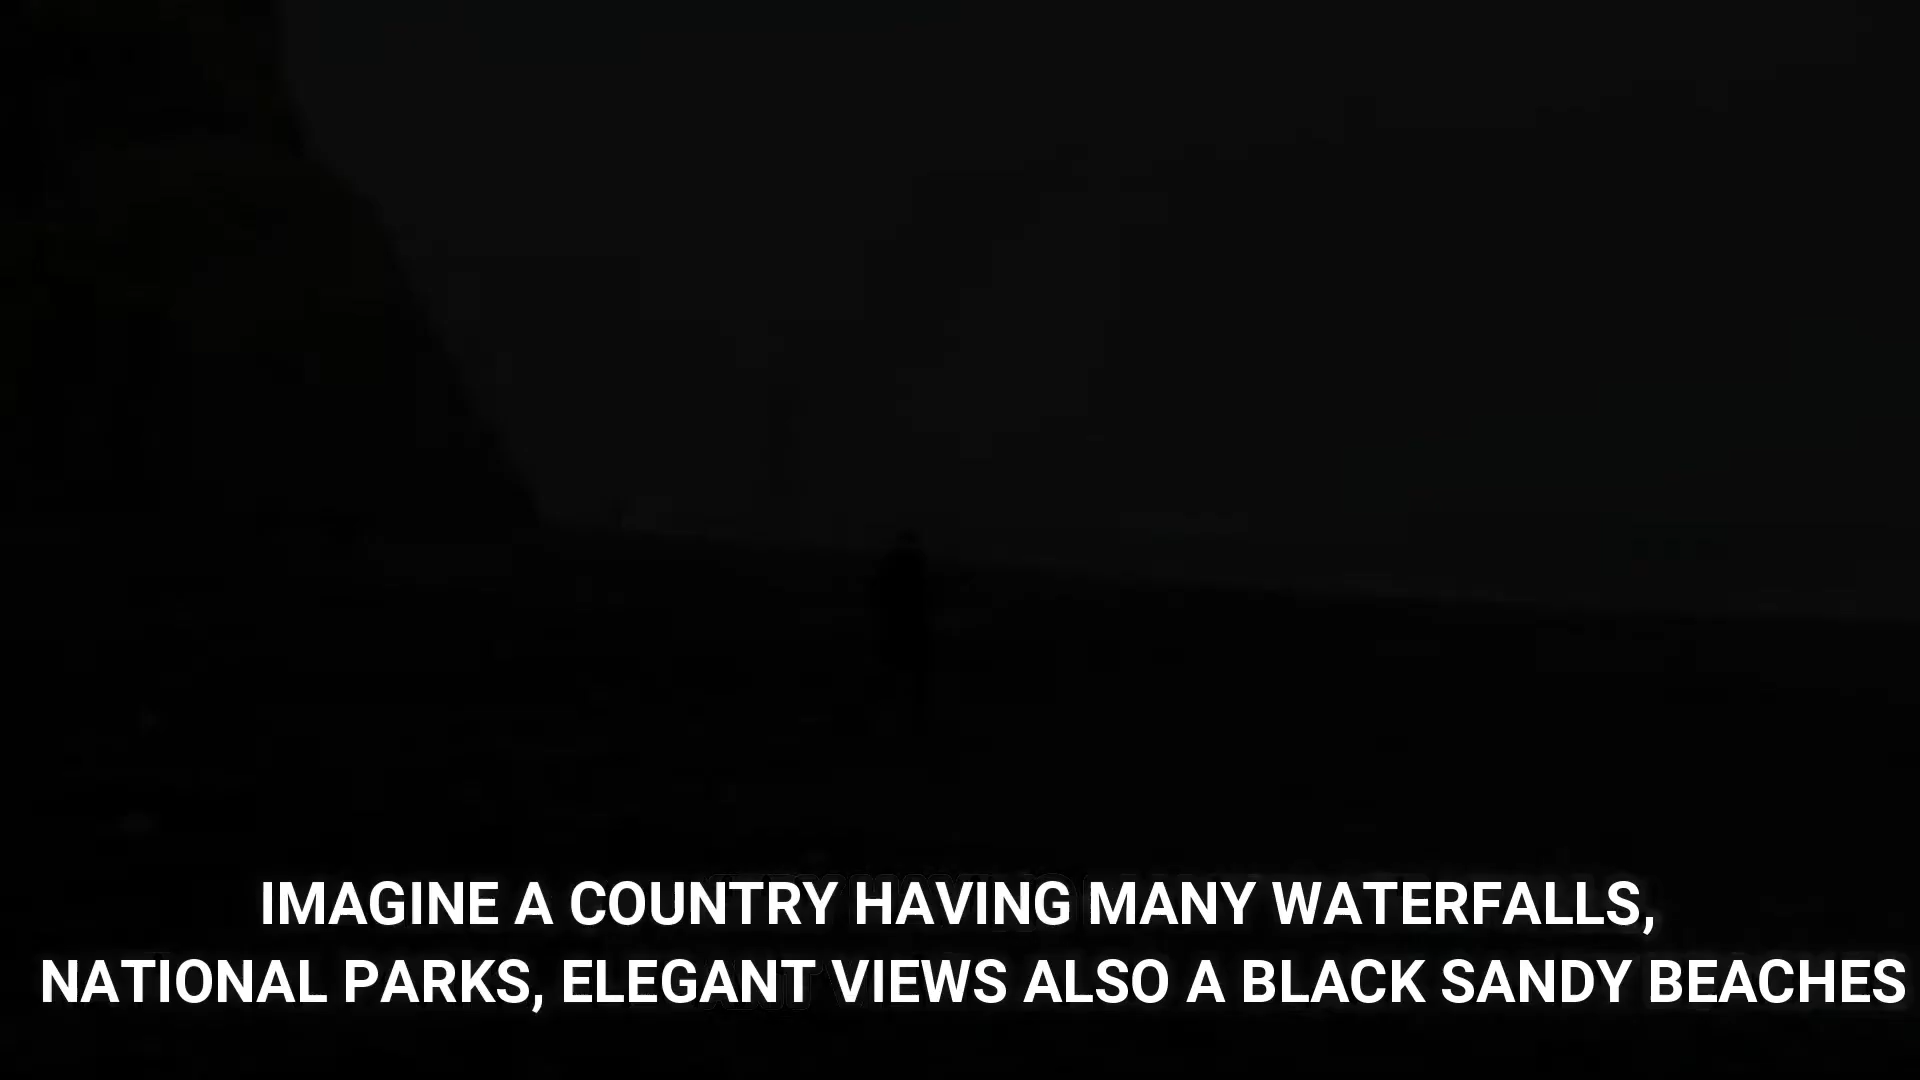 IMAGINE A COUNTRY HAVING MANY WATERFALLS,
NATIONAL PARKS, ELEGANT VIEWS ALSO A BLACK SANDY BEACHES